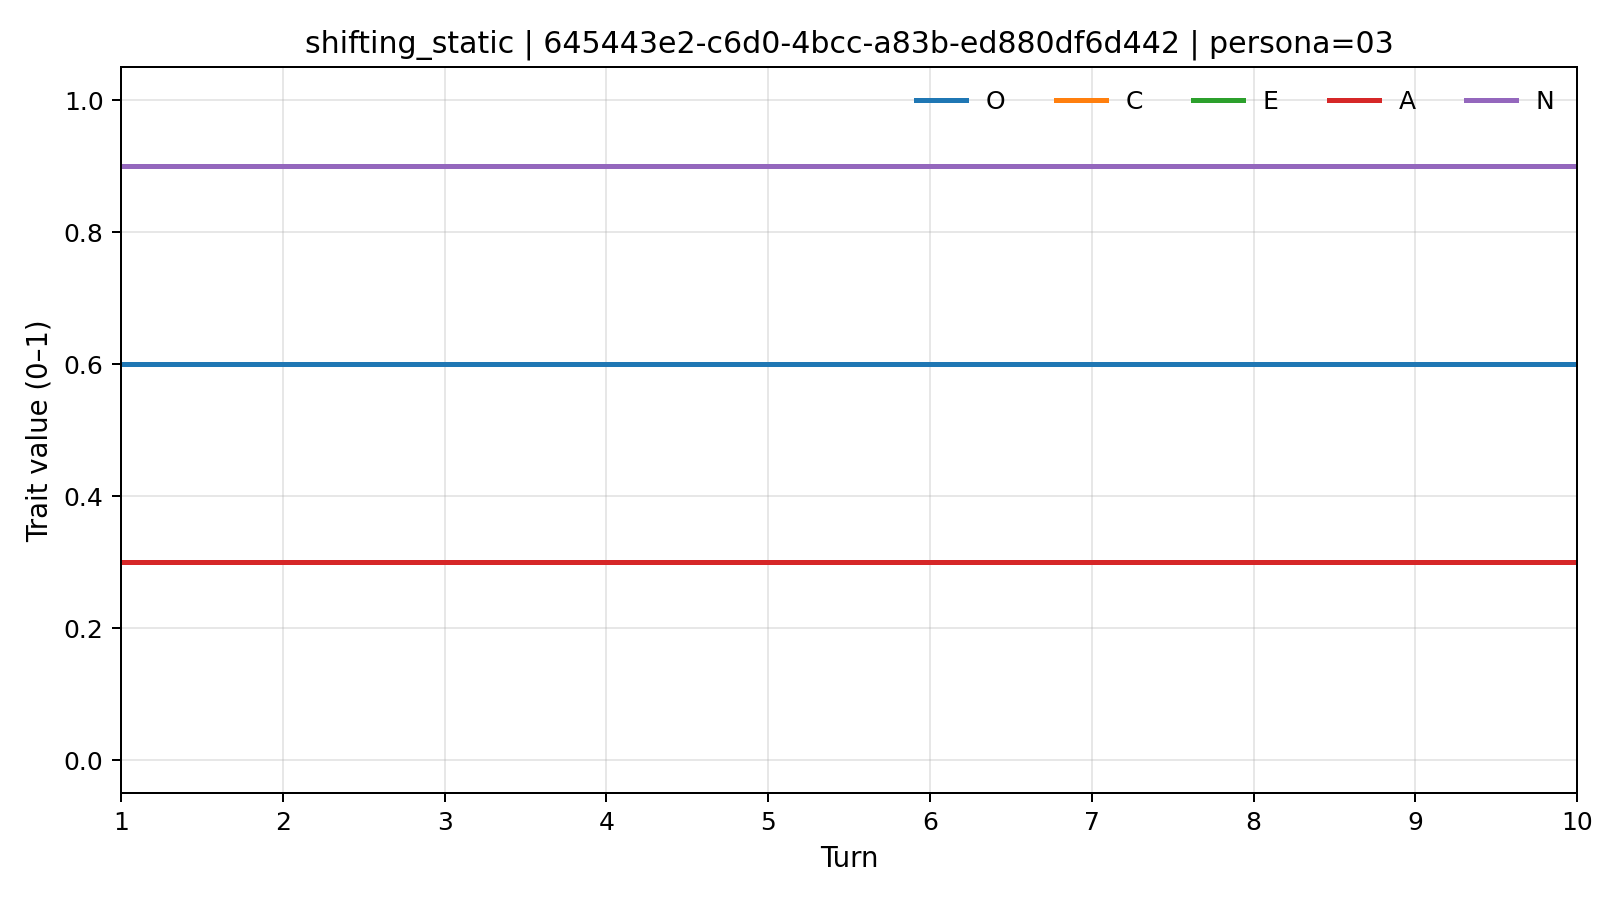 shifting_static | 645443e2-c6d0-4bcc-a83b-ed880df6d442 | persona=03
O C E A N
1.0
0.8
0.6
0.4
0.2
0.0
Trait value (0–1)
1 2 3 4 5 6 7 8 9 10
Turn